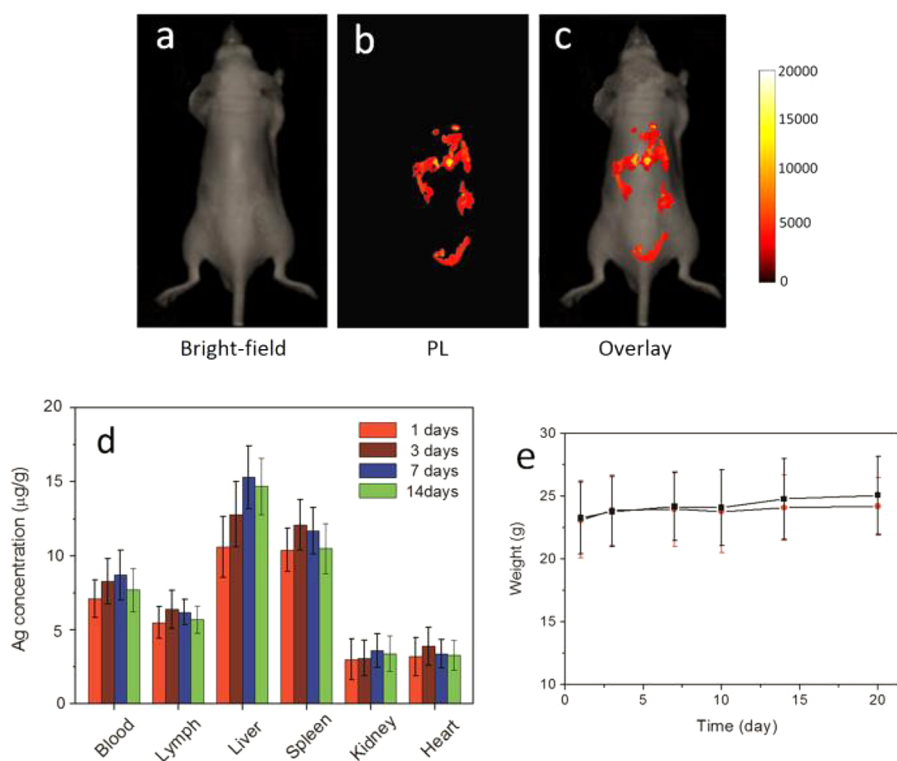 a
b
c
20000
15000
10000
5000
0
Bright-field
PL
Overlay
d
1 days
3 days
7 days
14days
20
15
10
5
0
Ag concentration (μg/g)
Blood
Lymph
Liver
Spleen
Kidney
Heart
e
30
25
20
15
10
Weight (g)
0
5
10
15
20
Time (day)